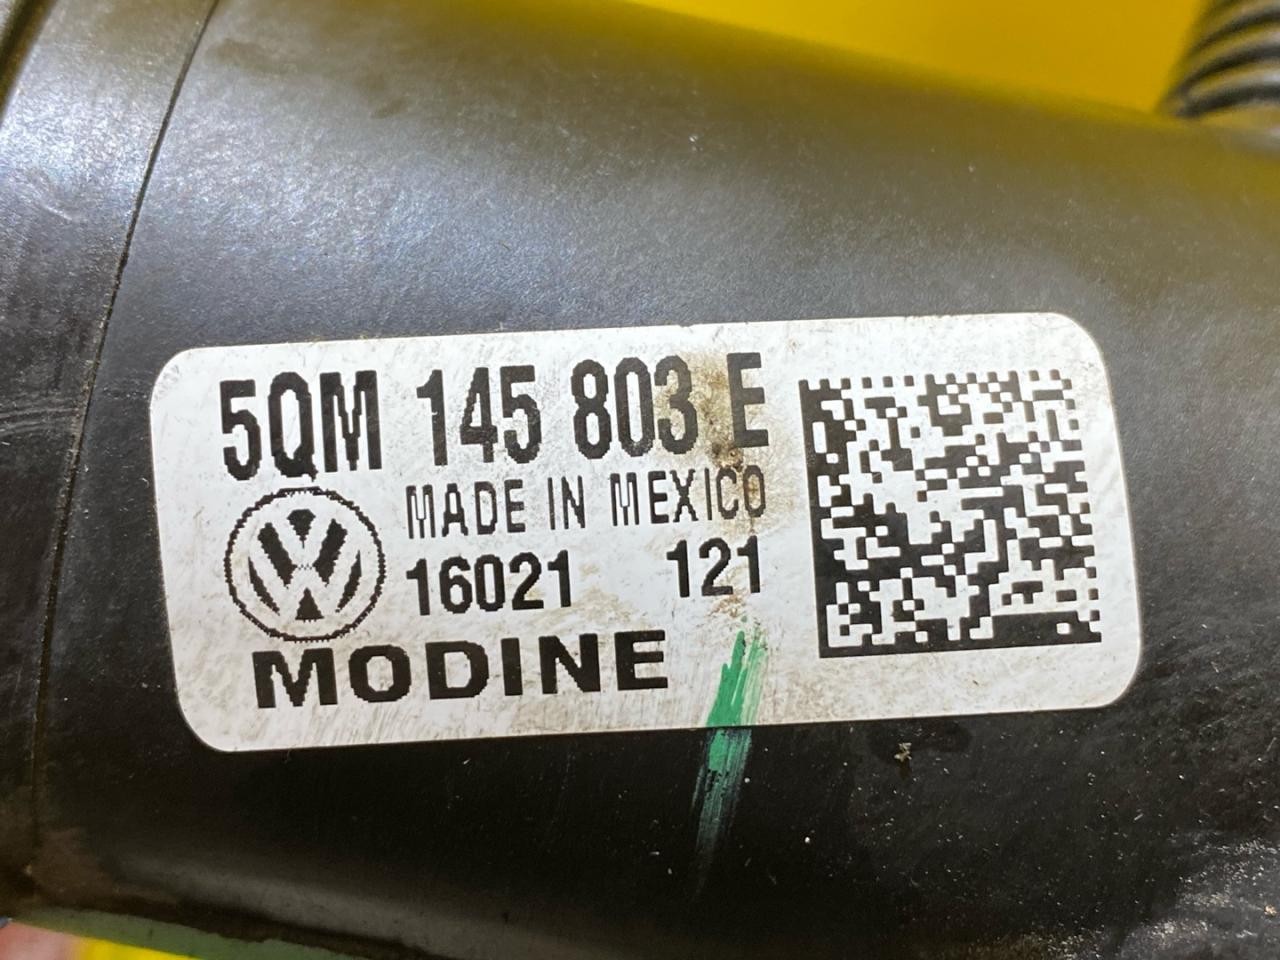 5QM 145 803 E
MADE IN MEXICO
16021 121
MODINE